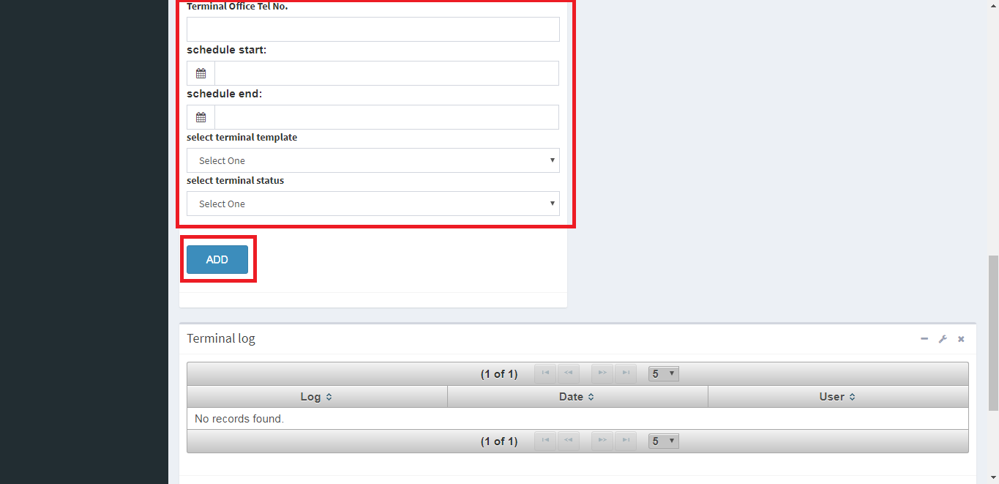 Terminal Office Tel No.
schedule start:
schedule end:
select terminal template
Select One
select terminal status
Select One
ADD
Terminal log
(1 of 1) 5
Log Date User
No records found.
(1 of 1) 5